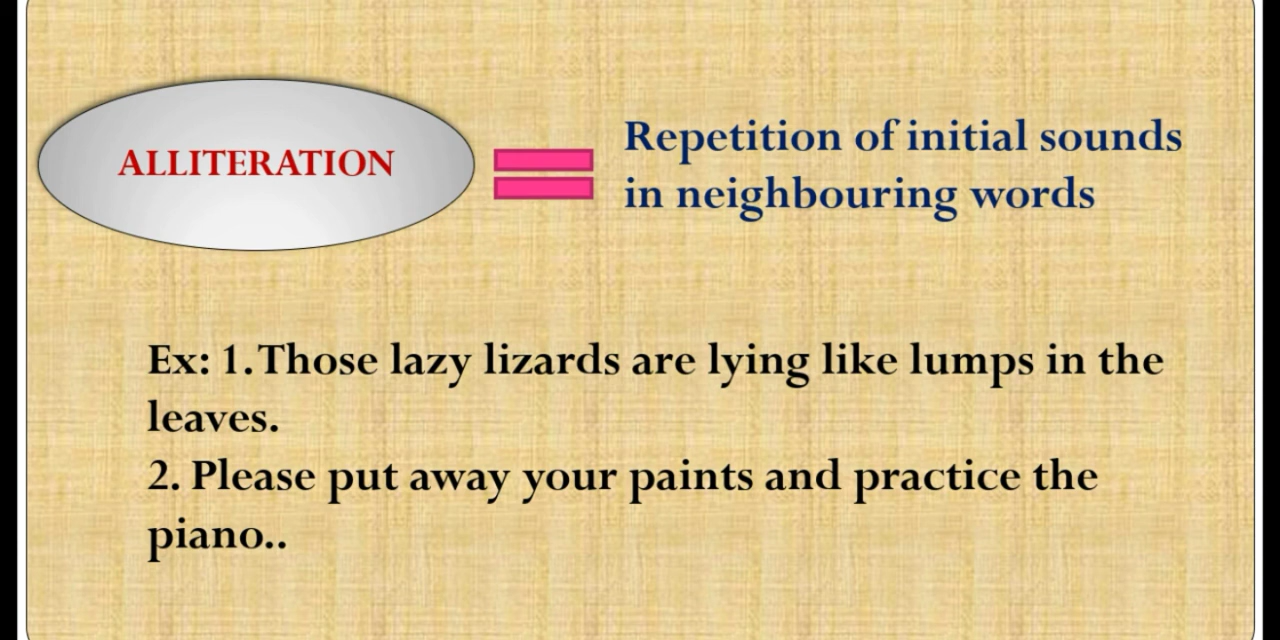 ALLITERATION
Repetition of initial sounds
in neighbouring words
Ex: 1.Those lazy lizards are lying like lumps in the
leaves.
2. Please put away your paints and practice the
piano..